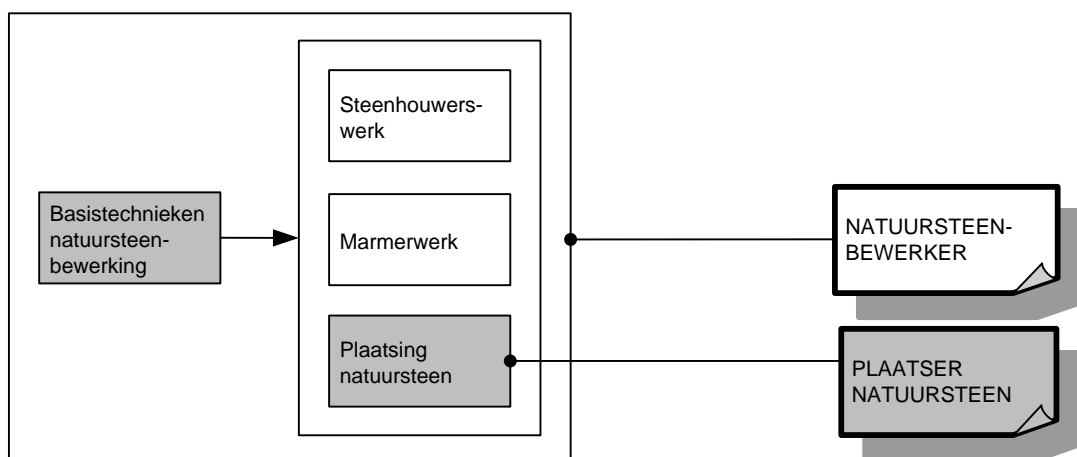 Steenhouwers-
werk
Basistechnieken
natuursteen-
bewerking
Marmerwerk
Plaatsing
natuursteen
NATUURSTEEN-
BEWERKER
PLAATSER
NATUURSTEEN